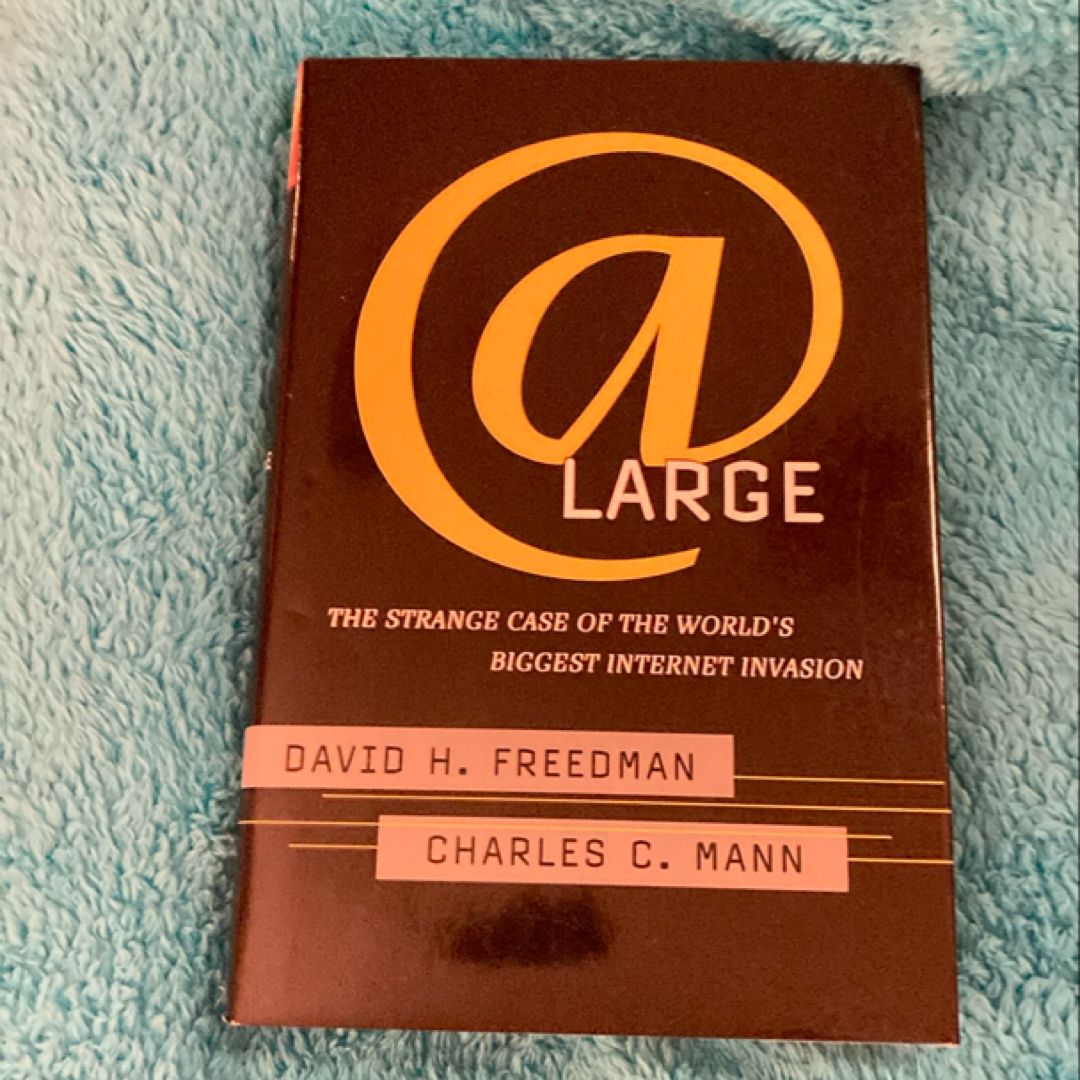 @
LARGE
THE STRANGE CASE OF THE WORLD'S
BIGGEST INTERNET INVASION
DAVID H. FREEDMAN
CHARLES C. MANN